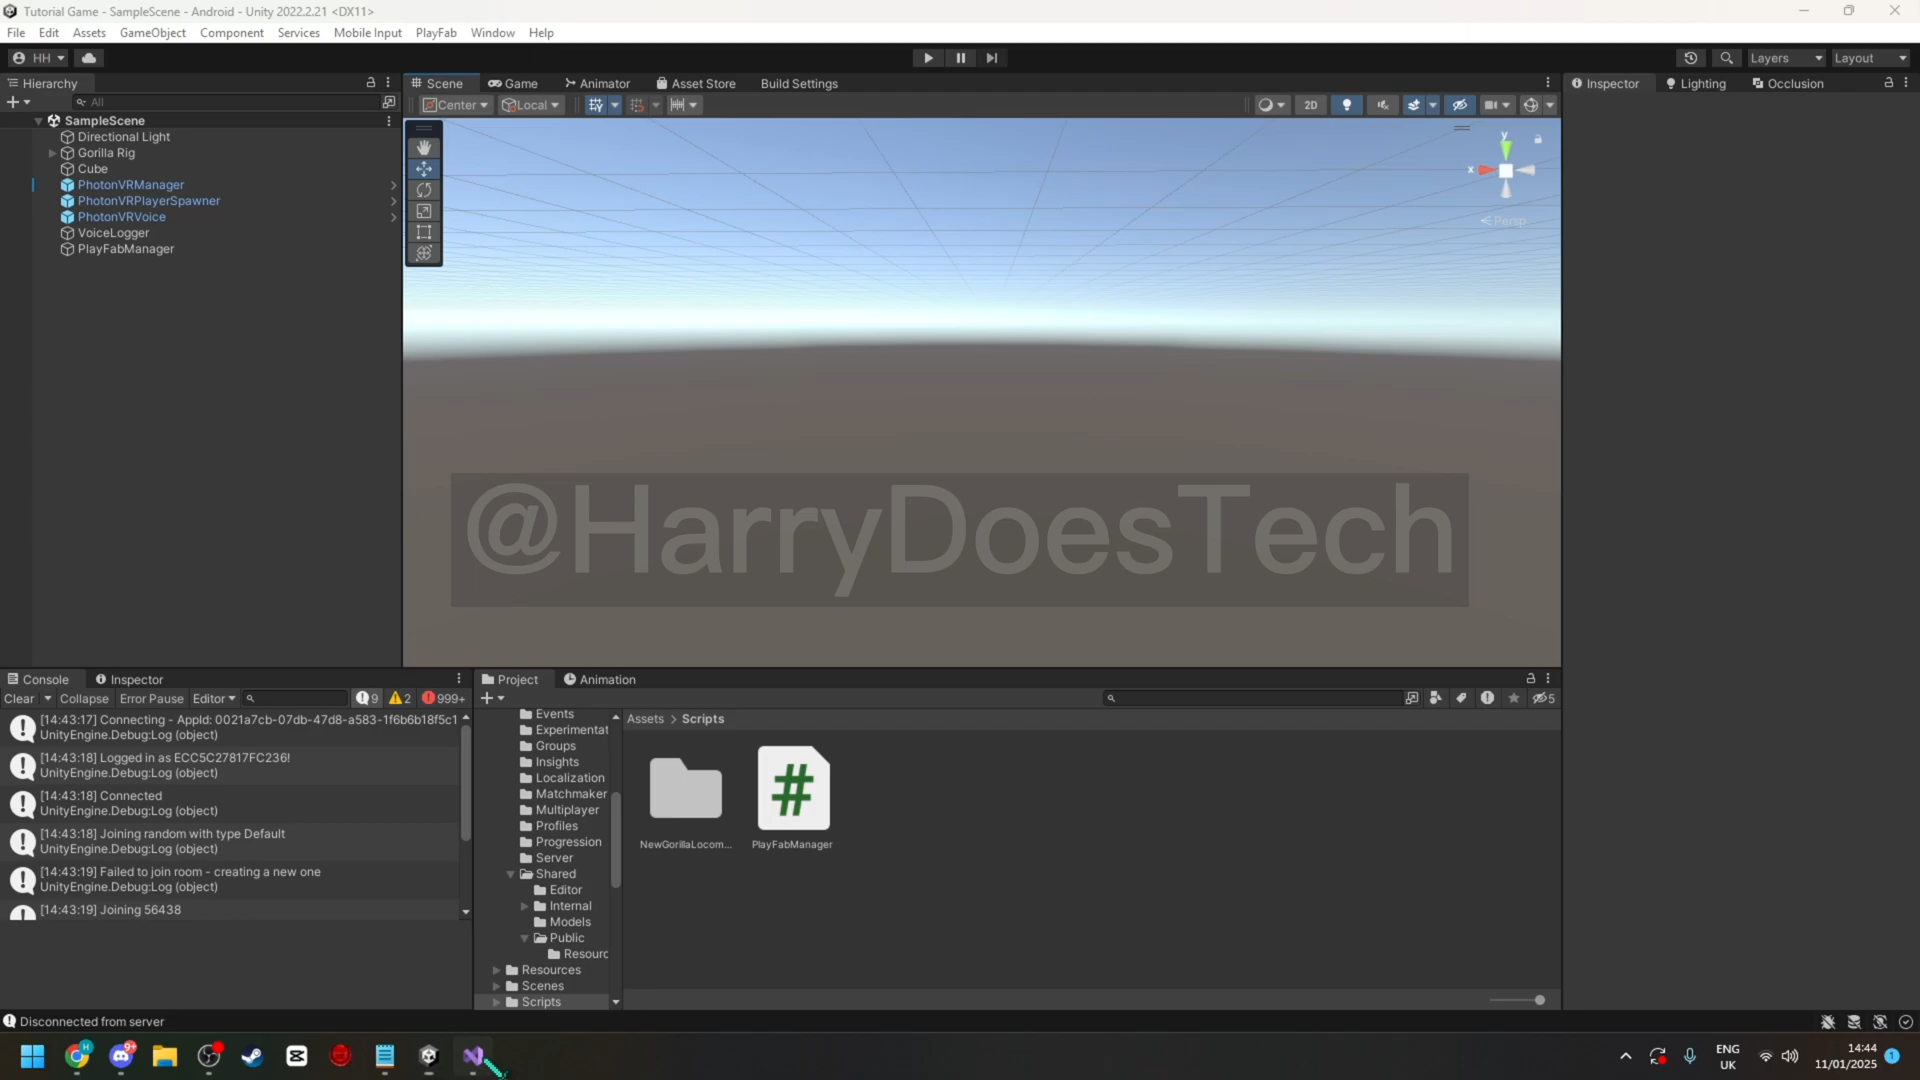 Tutorial Game - SampleScene - Android - Unity 2022.2.21 <DX11>
File Edit Assets GameObject Component Services Mobile Input PlayFab Window Help
HH
Layers Layout
Hierarchy
All
SampleScene
Directional Light
Gorilla Rig
Cube
PhotonVRManager
PhotonVRPlayerSpawner
PhotonVRVoice
VoiceLogger
PlayFabManager
Scene Game Animator Asset Store Build Settings
Center Local 2D
y
x
Persp
@HarryDoesTech
Inspector Lighting Occlusion
Console Inspector
Clear Collapse Error Pause Editor 9 2 999+
[14:43:17] Connecting - AppId: 0021a7cb-07db-47d8-a583-1f6b6b18f5c1
UnityEngine.Debug:Log (object)
[14:43:18] Logged in as ECC5C27817FC236!
UnityEngine.Debug:Log (object)
[14:43:18] Connected
UnityEngine.Debug:Log (object)
[14:43:18] Joining random with type Default
UnityEngine.Debug:Log (object)
[14:43:19] Failed to join room - creating a new one
UnityEngine.Debug:Log (object)
[14:43:19] Joining 56438
Project Animation
5
Events
Experimentat
Groups
Insights
Localization
Matchmaker
Multiplayer
Profiles
Progression
Server
Shared
Editor
Internal
Models
Public
Resourc
Resources
Scenes
Scripts
Assets > Scripts
NewGorillaLocom...
PlayFabManager
#
Disconnected from server
H
9+
ENG
UK
14:44
11/01/2025
1